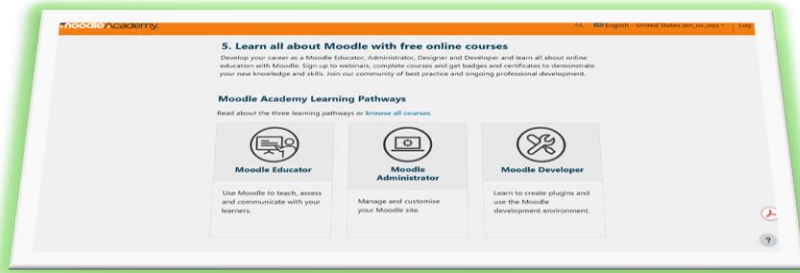 moodle Academy.
English - United States (en_us_wp)
Log
5. Learn all about Moodle with free online courses
Develop your career as a Moodle Educator, Administrator, Designer and Developer and learn all about online
education with Moodle. Sign up to webinars, complete courses and get badges and certificates to demonstrate
your new knowledge and skills. Join our community of best practice and ongoing professional development.
Moodle Academy Learning Pathways
Read about the three learning pathways or browse all courses.
Moodle Educator
Use Moodle to teach, assess
and communicate with your
learners.
Moodle
Administrator
Manage and customise
your Moodle site.
Moodle Developer
Learn to create plugins and
use the Moodle
development environment.
?